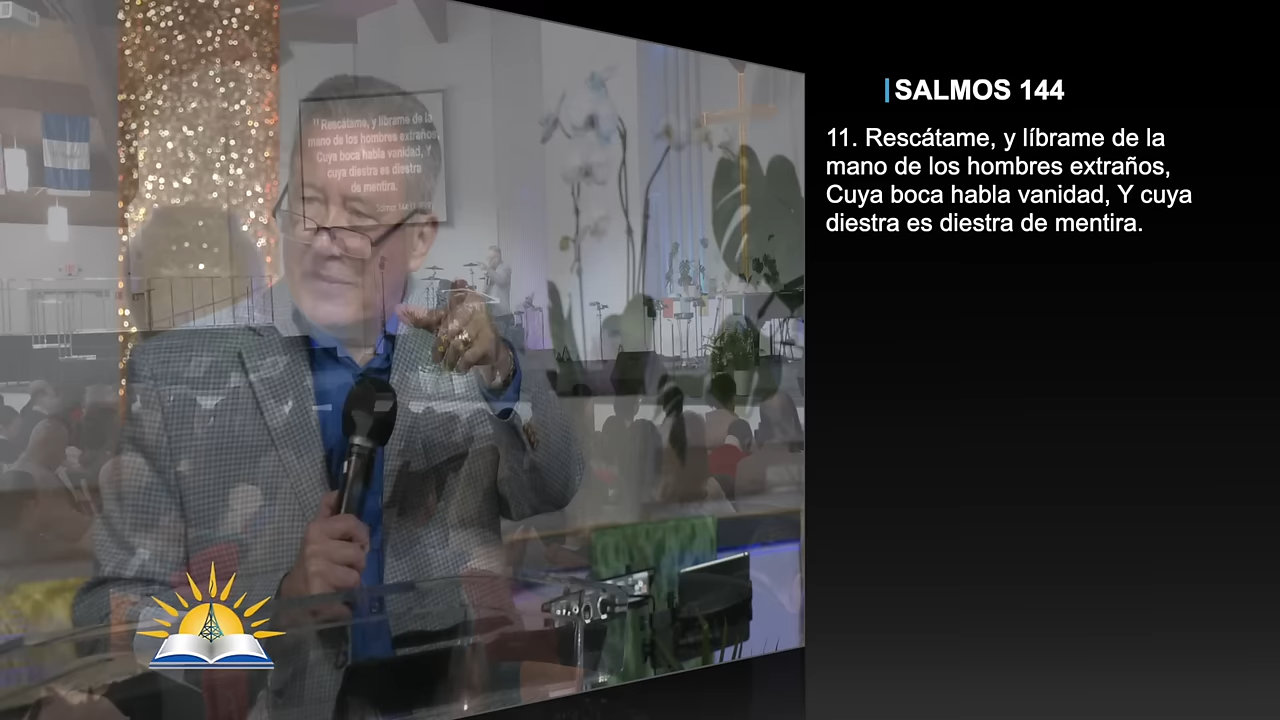 SALMOS 144
11. Rescátame, y líbrame de la
mano de los hombres extraños,
Cuya boca habla vanidad, Y cuya
diestra es diestra de mentira.
11 Rescátame, y líbrame de la
mano de los hombres extraños,
Cuya boca habla vanidad, Y
cuya diestra es diestra
de mentira.